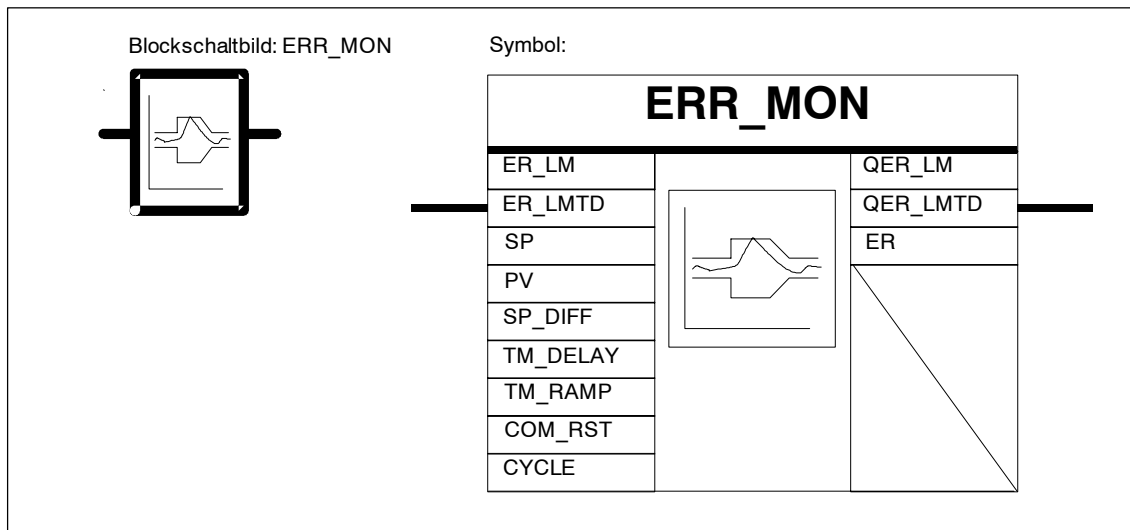 Blockschaltbild: ERR_MON
Symbol:
ERR_MON
ER_LM
QER_LM
ER_LMTD
QER_LMTD
SP
ER
PV
SP_DIFF
TM_DELAY
TM_RAMP
COM_RST
CYCLE